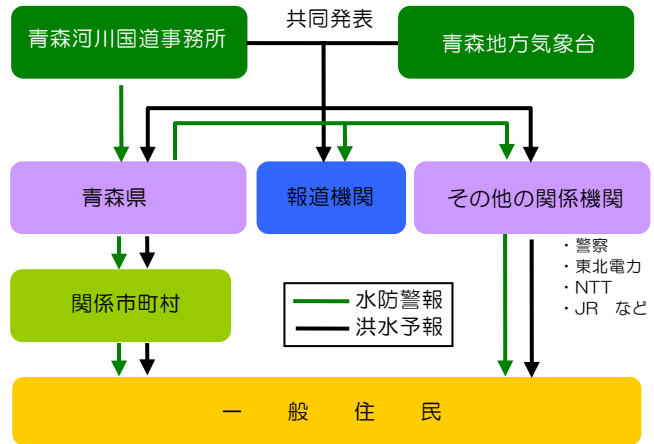 共同発表
青森河川国道事務所
青森地方気象台
青森県
報道機関
その他の関係機関
・警察
・東北電力
・NTT
・JR　など
関係市町村
水防警報
洪水予報
一　般　住　民